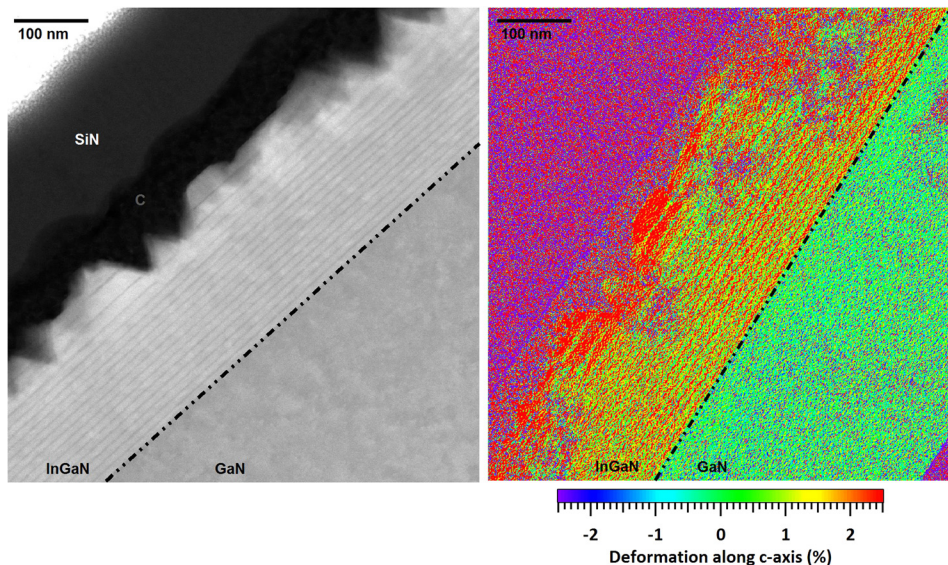 100 nm
SiN
C
InGaN
GaN
100 nm
InGaN
GaN
-2 -1 0 1 2
Deformation along c-axis (%)